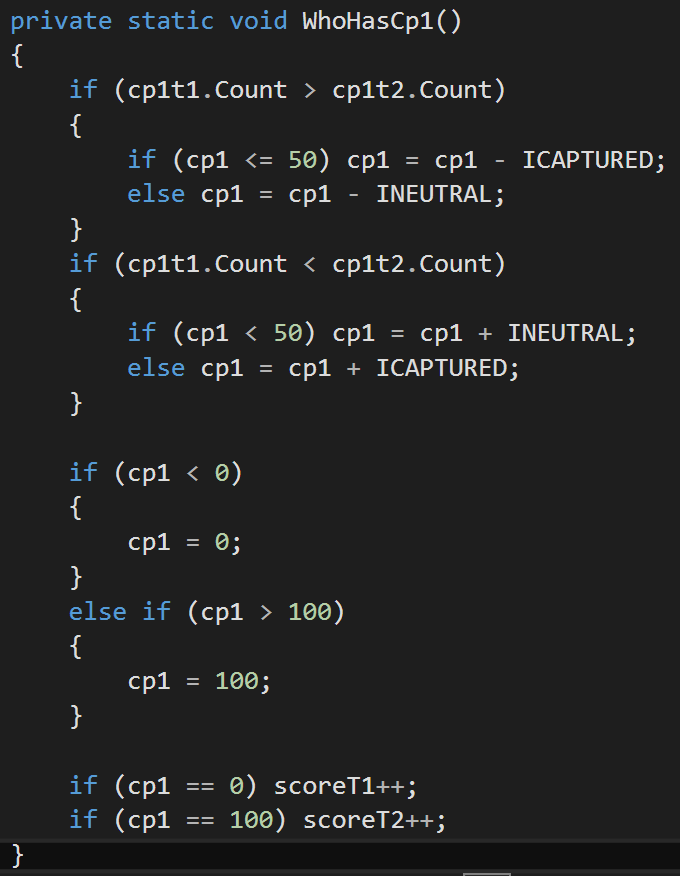 private static void WhoHasCp1()
{
    if (cp1t1.Count > cp1t2.Count)
    {
        if (cp1 <= 50) cp1 = cp1 - ICAPTURED;
        else cp1 = cp1 - INEUTRAL;
    }
    if (cp1t1.Count < cp1t2.Count)
    {
        if (cp1 < 50) cp1 = cp1 + INEUTRAL;
        else cp1 = cp1 + ICAPTURED;
    }

    if (cp1 < 0)
    {
        cp1 = 0;
    }
    else if (cp1 > 100)
    {
        cp1 = 100;
    }

    if (cp1 == 0) scoreT1++;
    if (cp1 == 100) scoreT2++;
}